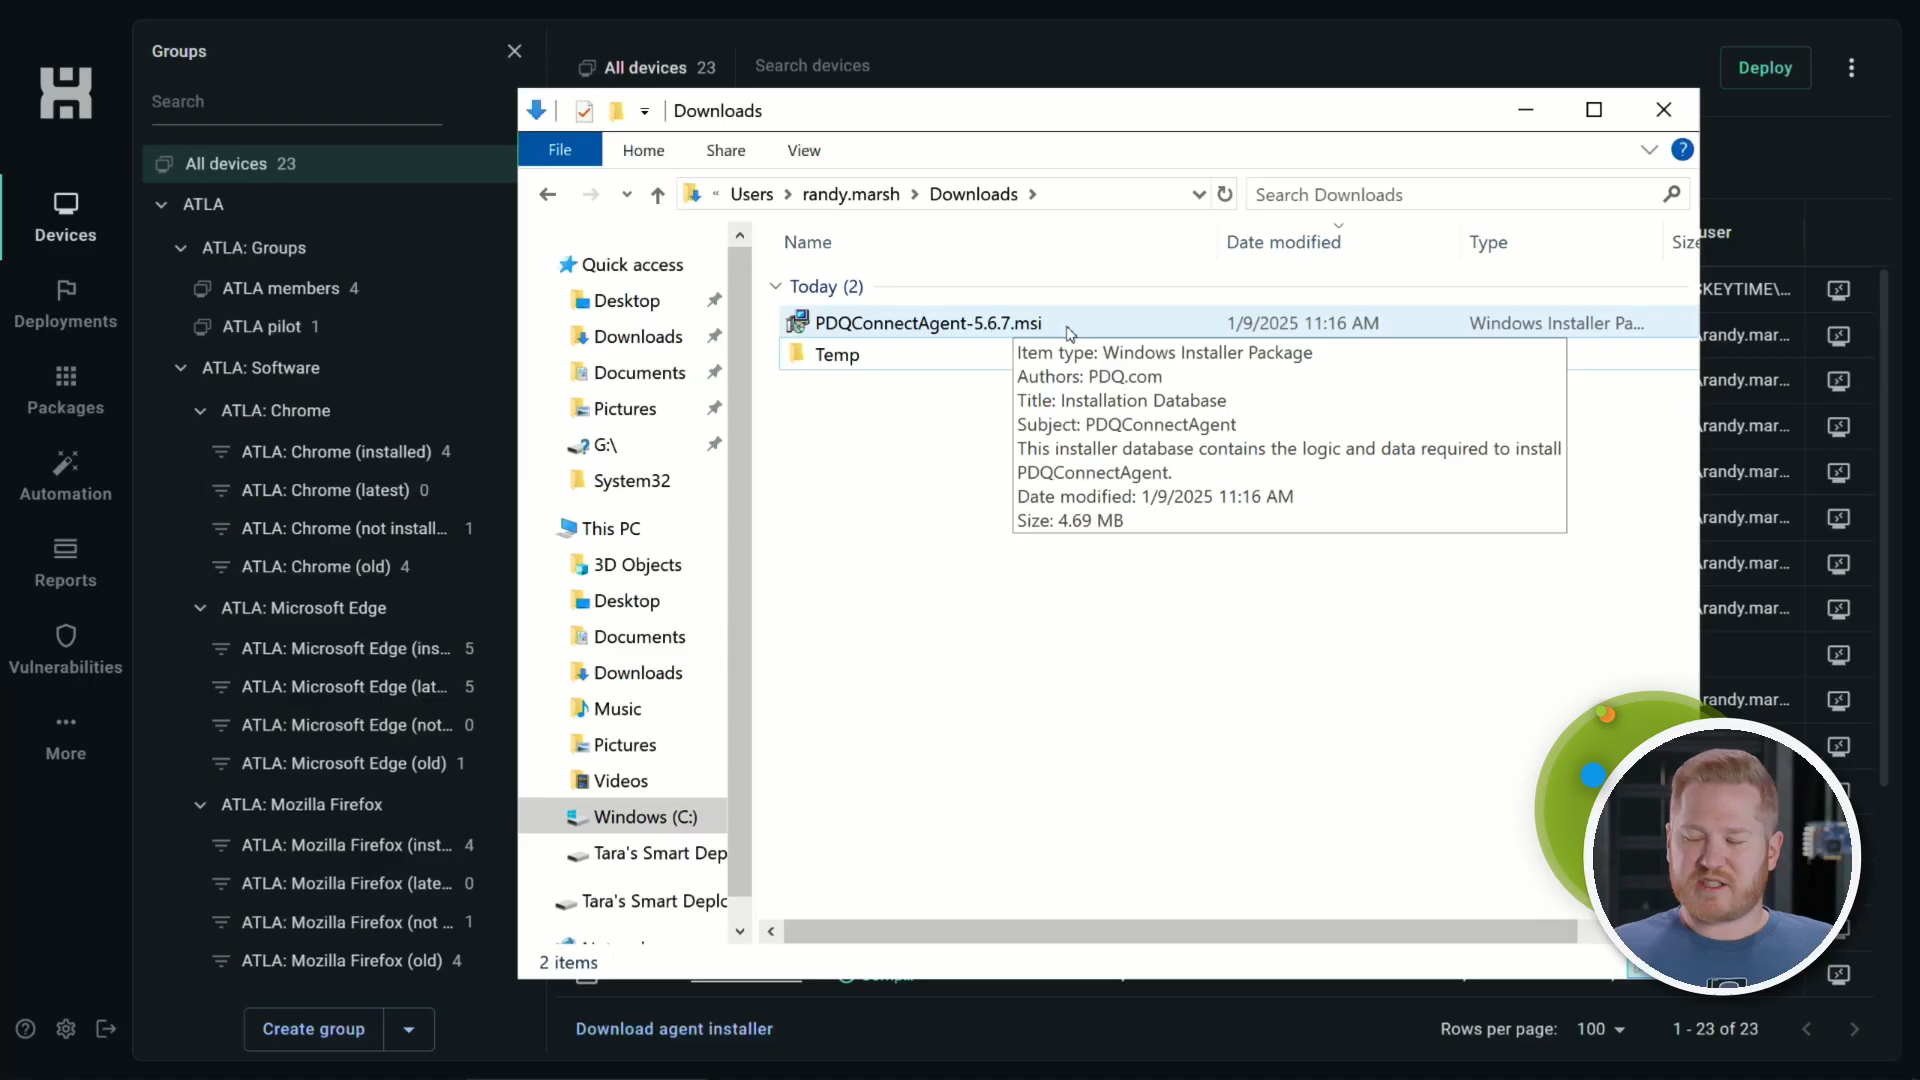 Groups
Search
All devices 23
ATLA
ATLA: Groups
ATLA members 4
ATLA pilot 1
ATLA: Software
ATLA: Chrome
ATLA: Chrome (installed) 4
ATLA: Chrome (latest) 0
ATLA: Chrome (not install... 1
ATLA: Chrome (old) 4
ATLA: Microsoft Edge
ATLA: Microsoft Edge (ins... 5
ATLA: Microsoft Edge (lat... 5
ATLA: Microsoft Edge (not... 0
ATLA: Microsoft Edge (old) 1
ATLA: Mozilla Firefox
ATLA: Mozilla Firefox (inst... 4
ATLA: Mozilla Firefox (late... 0
ATLA: Mozilla Firefox (not ... 1
ATLA: Mozilla Firefox (old) 4
Create group
Devices
Deployments
Packages
Automation
Reports
Vulnerabilities
More
All devices 23
Search devices
Deploy
Downloads
File Home Share View
« Users > randy.marsh > Downloads >
Search Downloads
Quick access
Desktop
Downloads
Documents
Pictures
G:\
System32
This PC
3D Objects
Desktop
Documents
Downloads
Music
Pictures
Videos
Windows (C:)
Tara's Smart Dep
Tara's Smart Deplo
Name Date modified Type Size
Today (2)
PDQConnectAgent-5.6.7.msi 1/9/2025 11:16 AM Windows Installer Pa...
Temp
Item type: Windows Installer Package
Authors: PDQ.com
Title: Installation Database
Subject: PDQConnectAgent
This installer database contains the logic and data required to install
PDQConnectAgent.
Date modified: 1/9/2025 11:16 AM
Size: 4.69 MB
2 items
user
KEYTIME\...
randy.mar...
randy.mar...
randy.mar...
randy.mar...
randy.mar...
randy.mar...
randy.mar...
randy.mar...
Download agent installer
Rows per page: 100
1 - 23 of 23